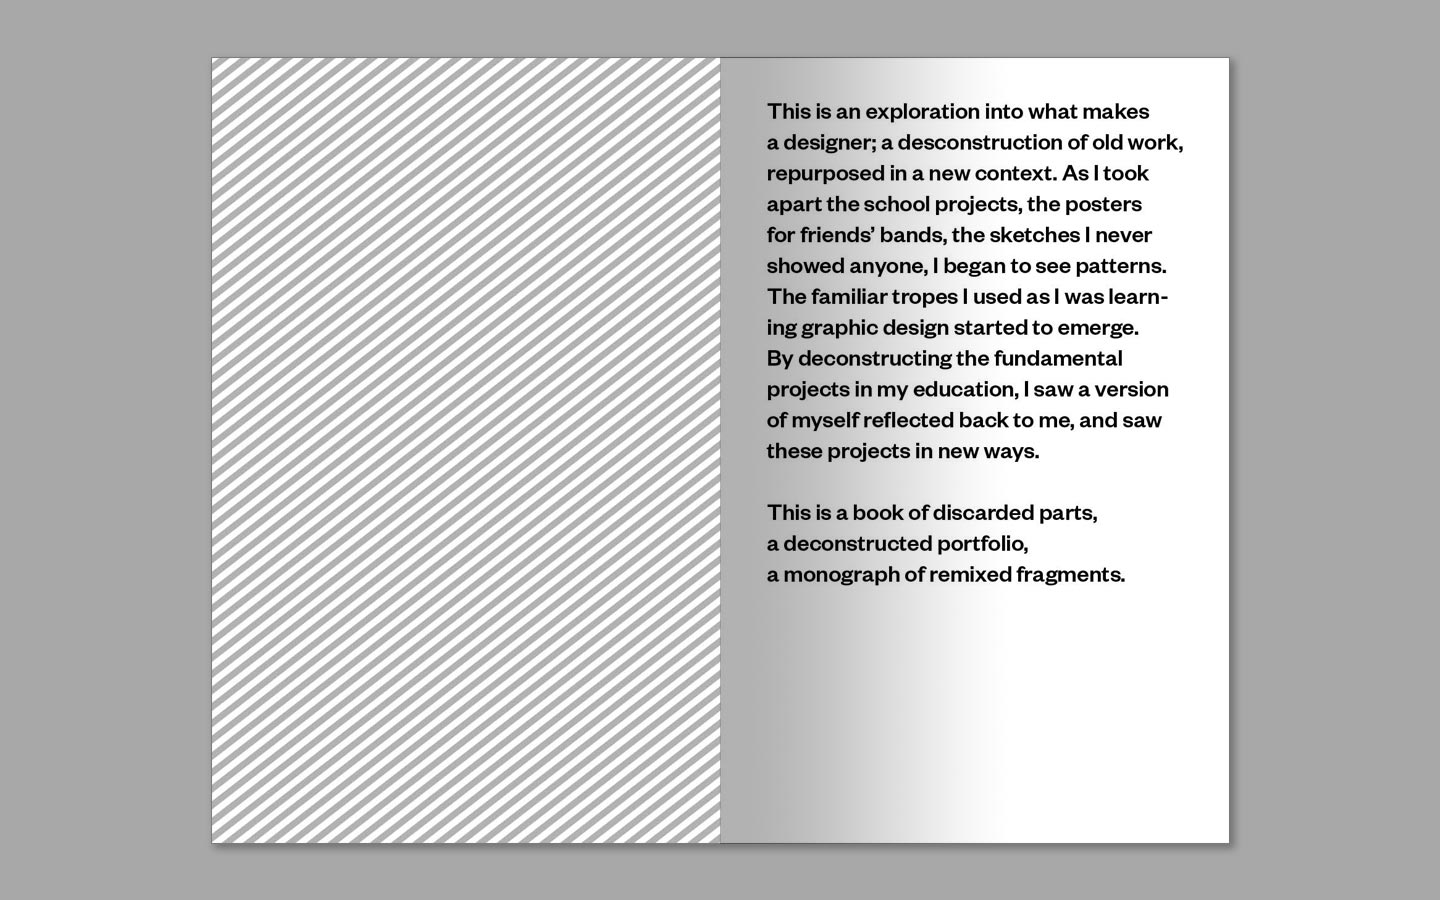 This is an exploration into what makes
a designer; a desconstruction of old work,
repurposed in a new context. As I took
apart the school projects, the posters
for friends’ bands, the sketches I never
showed anyone, I began to see patterns.
The familiar tropes I used as I was learn-
ing graphic design started to emerge.
By deconstructing the fundamental
projects in my education, I saw a version
of myself reflected back to me, and saw
these projects in new ways.
This is a book of discarded parts,
a deconstructed portfolio,
a monograph of remixed fragments.